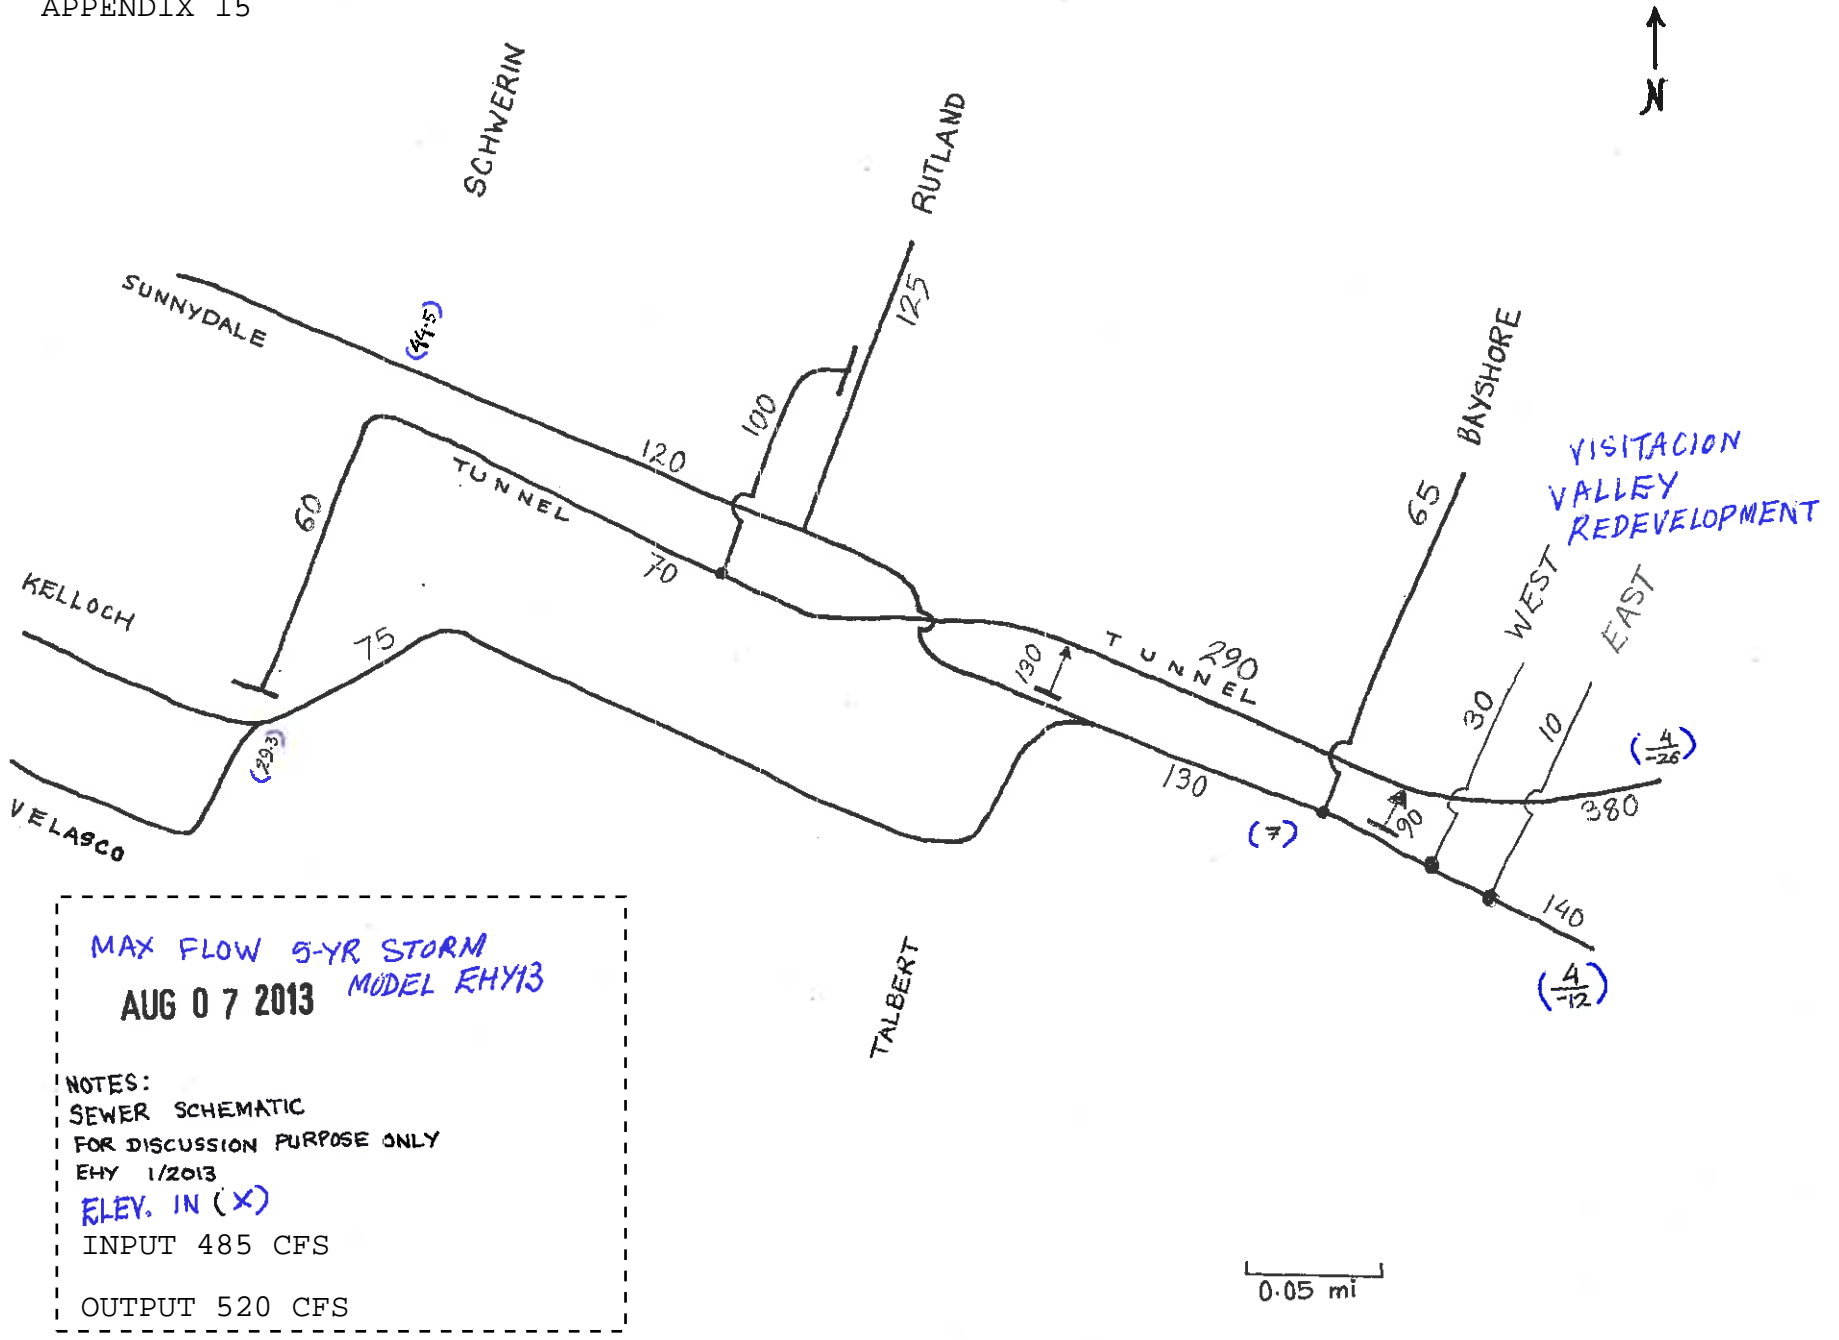 APPENDIX 15
N
SCHWERIN
RUTLAND
SUNNYDALE
(44.5)
125
100
120
BAYSHORE
VISITACION
VALLEY
REDEVELOPMENT
65
60
TUNNEL
70
WEST
EAST
KELLOCH
75
130
TUNNEL
290
30
10
(4/-26)
380
(29.3)
VELASCO
130
(7)
90
140
(4/-12)
TALBERT
MAX FLOW 5-YR STORM
MODEL EHY13
AUG 07 2013
NOTES:
SEWER SCHEMATIC
FOR DISCUSSION PURPOSE ONLY
EHY 1/2013
ELEV. IN (X)
INPUT 485 CFS
OUTPUT 520 CFS
0.05 mi